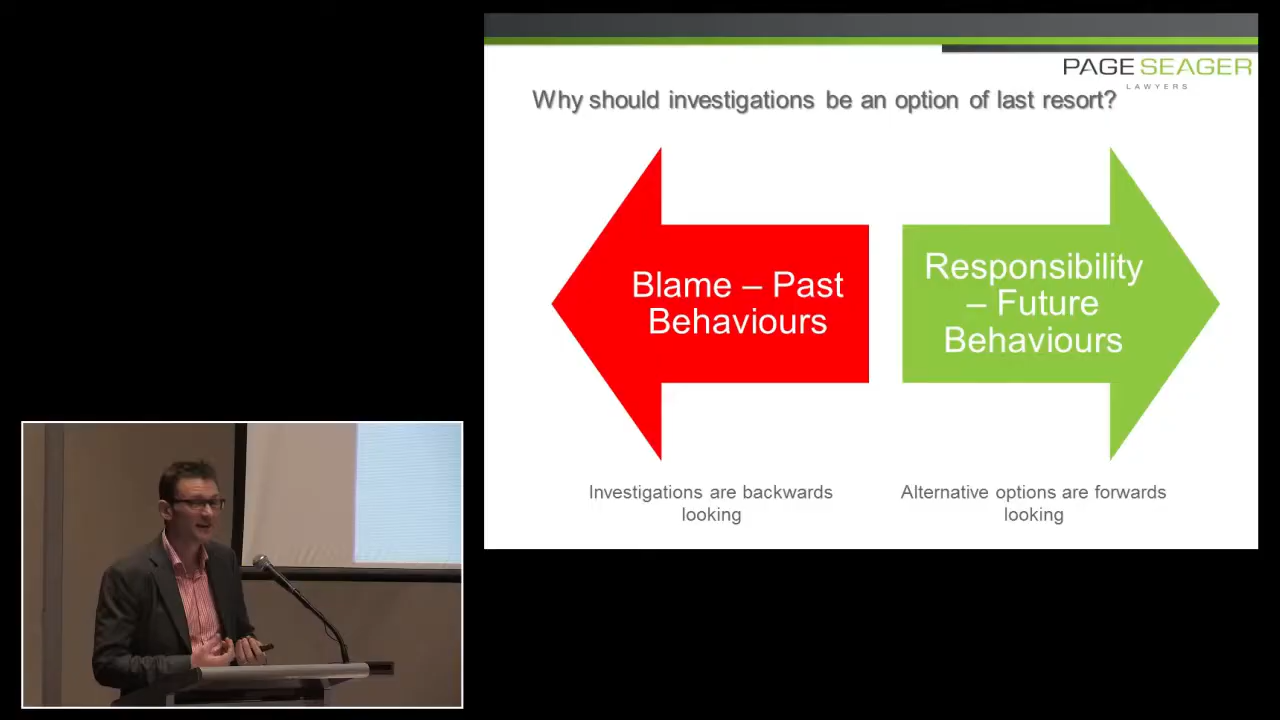 PAGE SEAGER
LAWYERS
Why should investigations be an option of last resort?
Blame – Past
Behaviours
Responsibility
– Future
Behaviours
Investigations are backwards
looking
Alternative options are forwards
looking